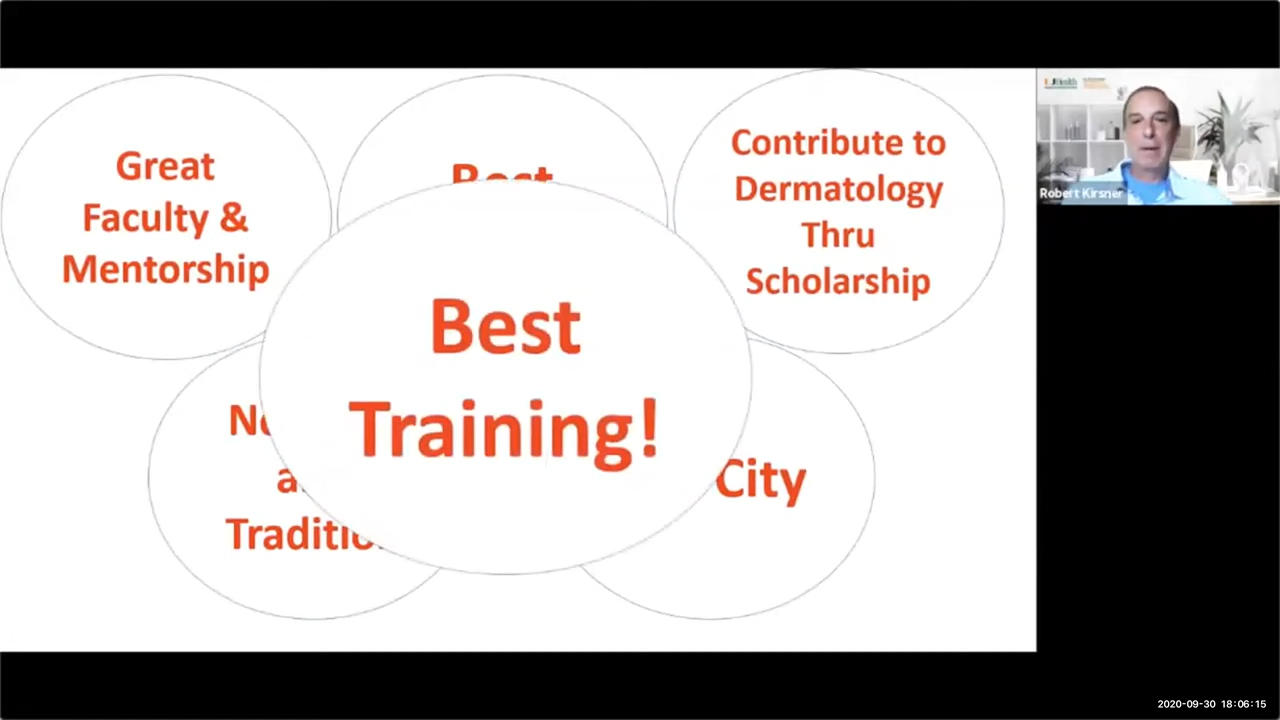 Great
Faculty &
Mentorship
Contribute to
Dermatology
Thru
Scholarship
Best
Training!
City
Robert Kirsner
2020-09-30 18:06:15